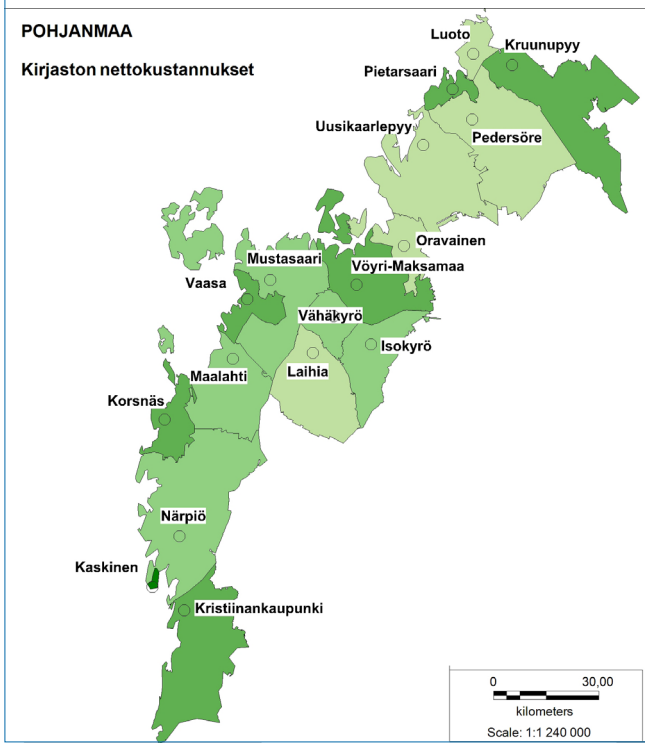 POHJANMAA
Kirjaston nettokustannukset
Luoto
Kruunupyy
Pietarsaari
Uusikaarlepyy
Pedersöre
Oravainen
Mustasaari
Vöyri-Maksamaa
Vaasa
Vähäkyrö
Isokyrö
Laihia
Maalahti
Korsnäs
Närpiö
Kaskinen
Kristiinankaupunki
0 30,00
kilometers
Scale: 1:1 240 000